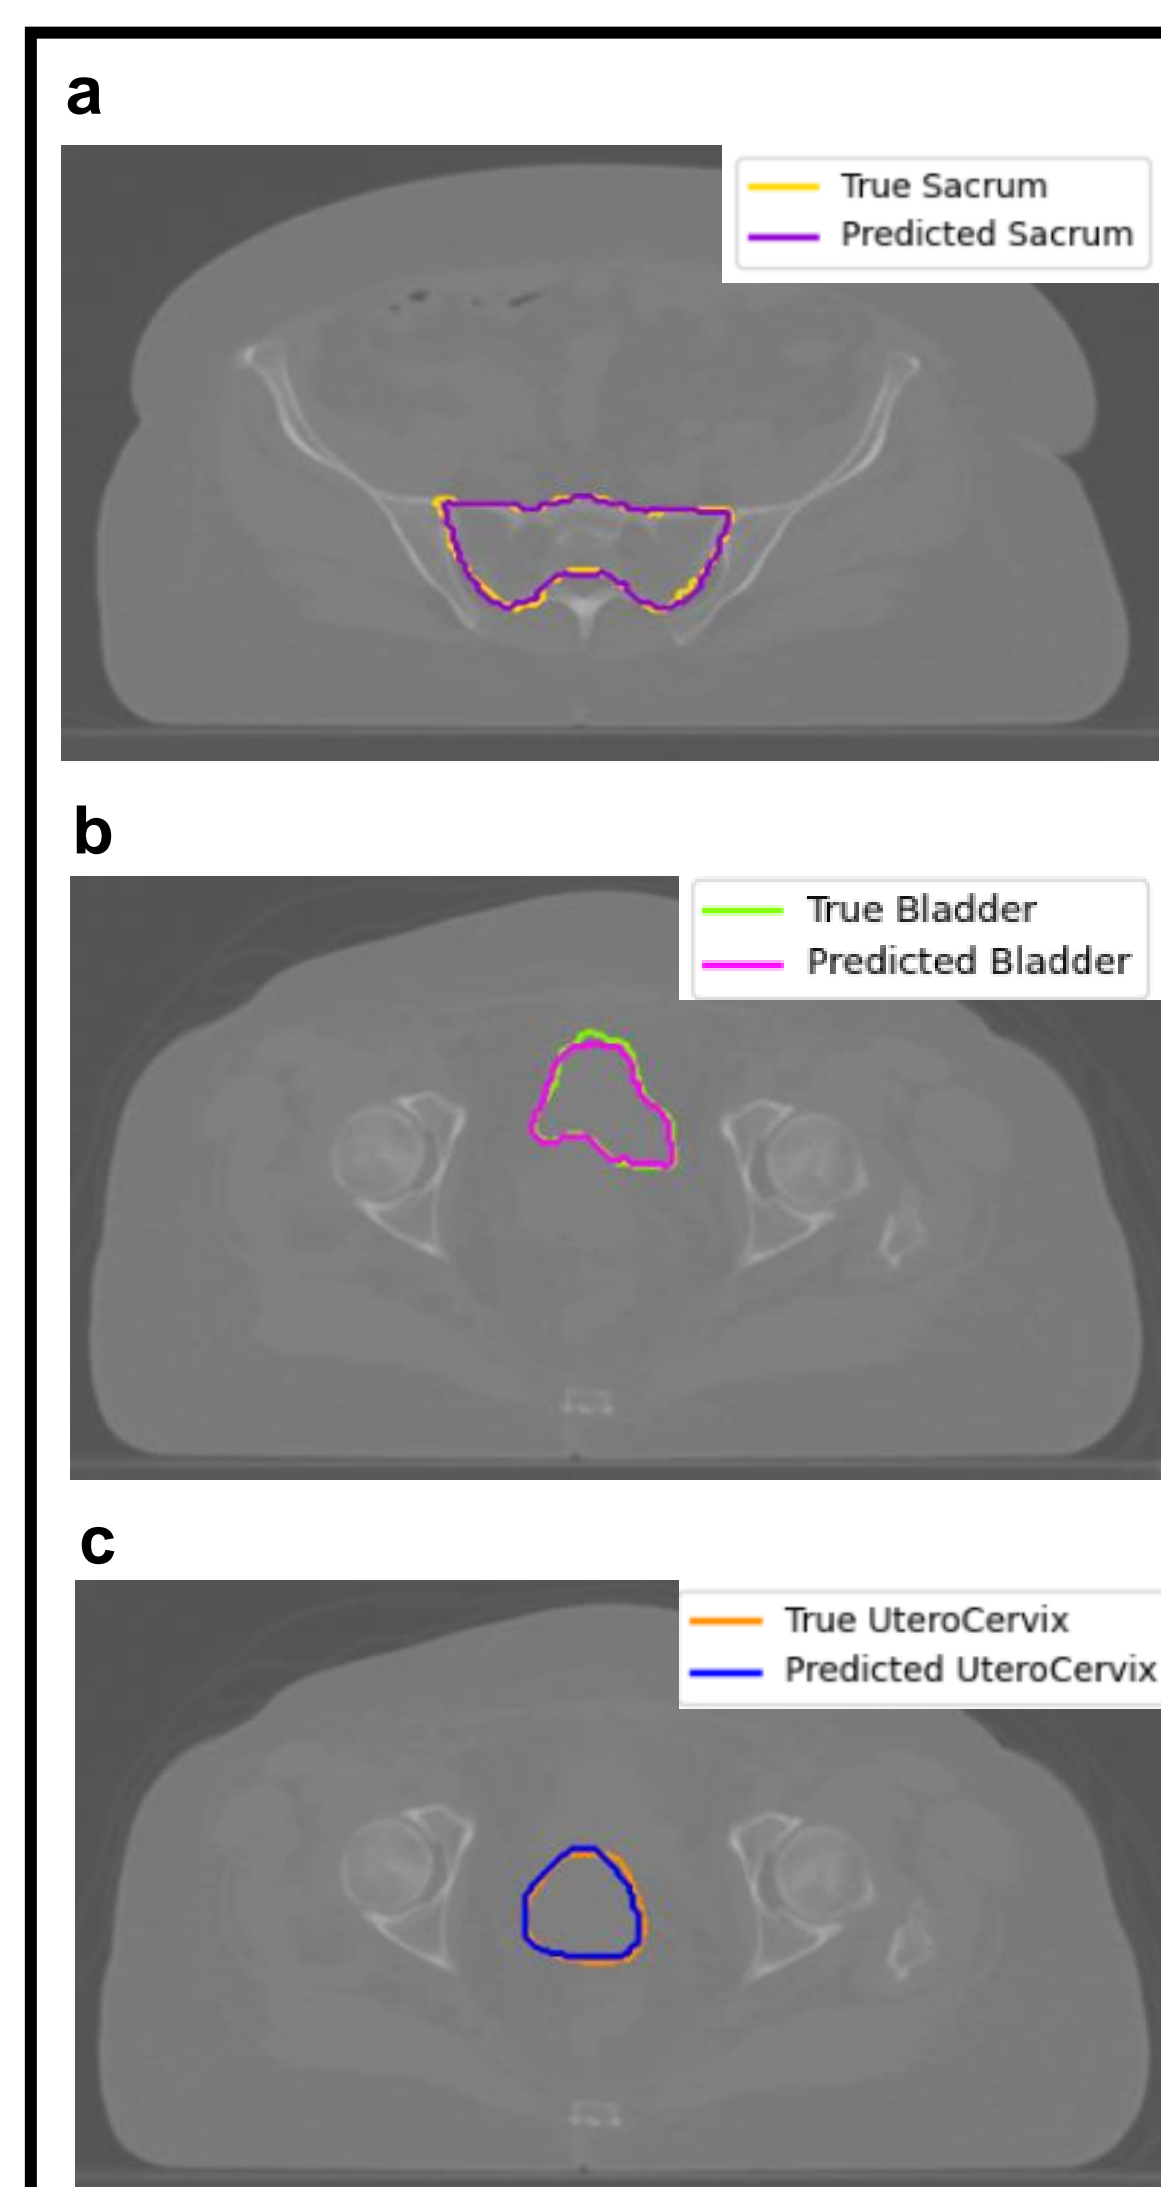 a
True Sacrum
Predicted Sacrum
b
True Bladder
Predicted Bladder
c
True UteroCervix
Predicted UteroCervix